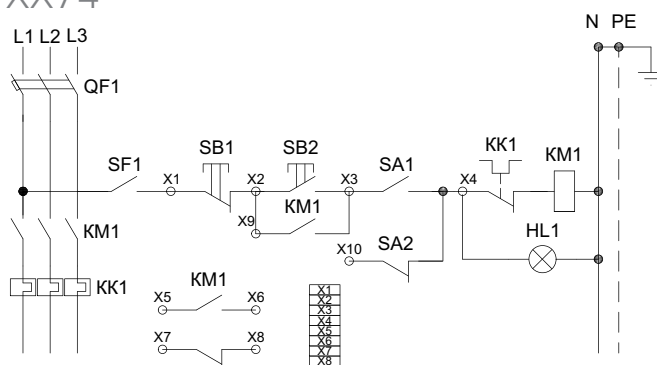 XX74
N PE
L1 L2 L3
QF1
SF1
X1
SB1
X2
SB2
X3
SA1
X4
KK1
KM1
X9
KM1
KM1
X10
SA2
HL1
KK1
X5
KM1
X6
X7
X8
X1
X2
X3
X4
X5
X6
X7
X8